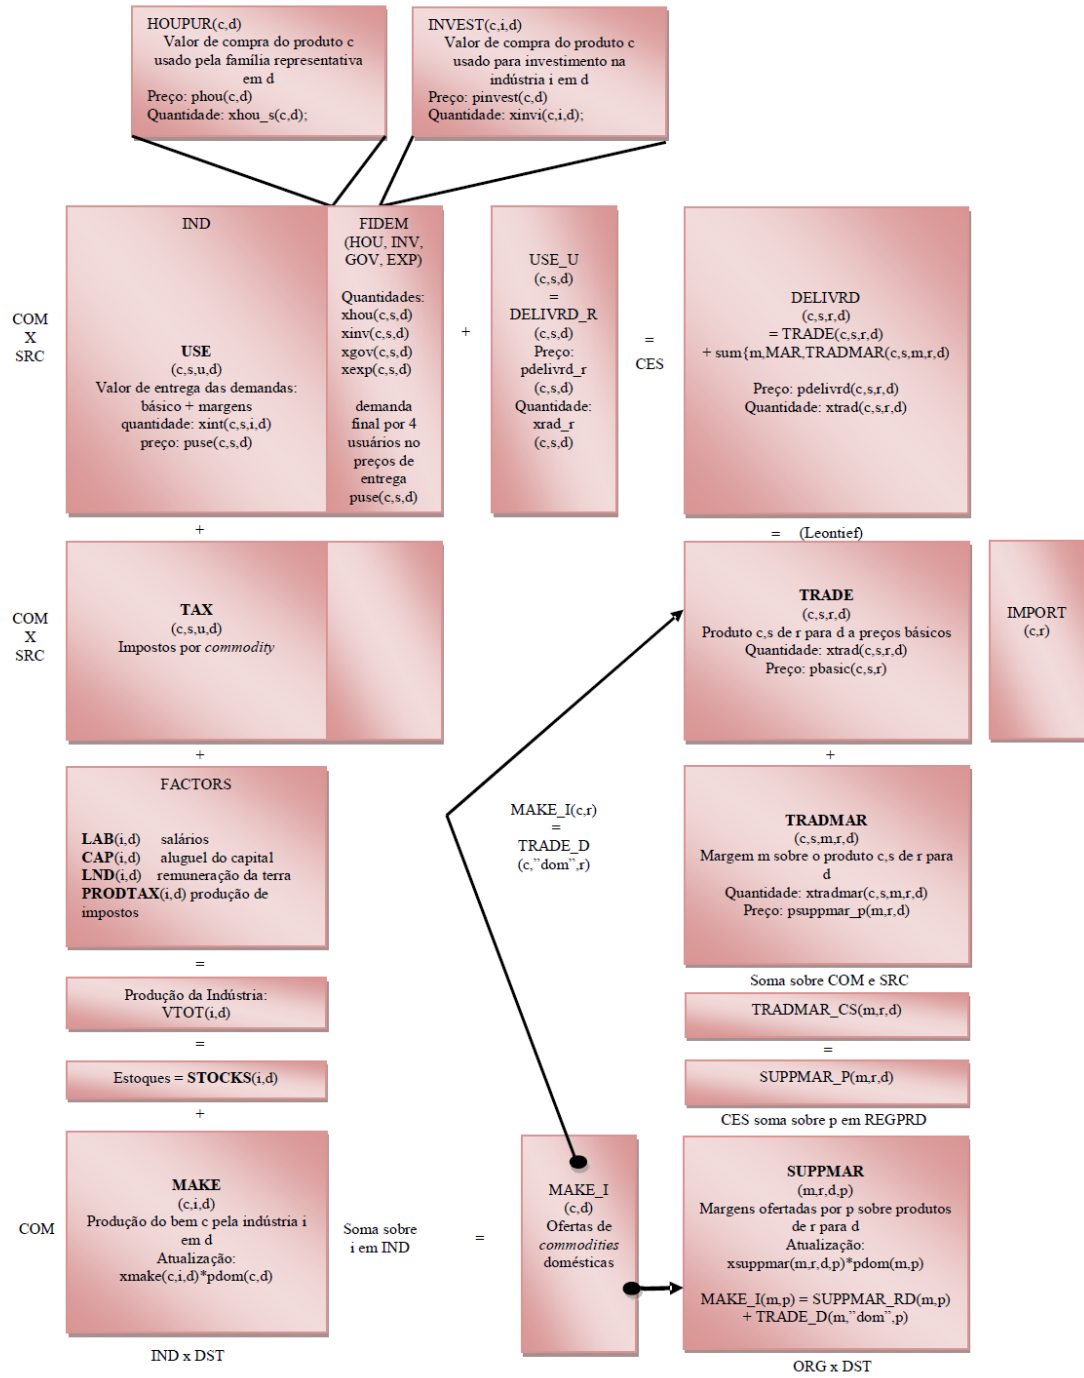 HOUPUR(c,d)
Valor de compra do produto c
usado pela família representativa
em d
Preço: phou(c,d)
Quantidade: xhou_s(c,d);
INVEST(c,i,d)
Valor de compra do produto c
usado para investimento na
indústria i em d
Preço: pinvest(c,d)
Quantidade: xinvi(c,i,d);
COM
X
SRC
IND
USE
(c,s,u,d)
Valor de entrega das demandas:
básico + margens
quantidade: xint(c,s,i,d)
preço: puse(c,s,d)
FIDEM
(HOU, INV,
GOV, EXP)
Quantidades:
xhou(c,s,d)
xinv(c,s,d)
xgov(c,s,d)
xexp(c,s,d)
demanda
final por 4
usuários no
preços de
entrega
puse(c,s,d)
+
USE_U
(c,s,d)
=
DELIVRD_R
(c,s,d)
Preço:
pdelivrd_r
(c,s,d)
Quantidade:
xrad_r
(c,s,d)
=
CES
DELIVRD
(c,s,r,d)
= TRADE(c,s,r,d)
+ sum{m,MAR,TRADMAR(c,s,m,r,d)
Preço: pdelivrd(c,s,r,d)
Quantidade: xtrad(c,s,r,d)
+
= (Leontief)
COM
X
SRC
TAX
(c,s,u,d)
Impostos por commodity
TRADE
(c,s,r,d)
Produto c,s de r para d a preços básicos
Quantidade: xtrad(c,s,r,d)
Preço: pbasic(c,s,r)
IMPORT
(c,r)
+
+
FACTORS
LAB(i,d) salários
CAP(i,d) aluguel do capital
LND(i,d) remuneração da terra
PRODTAX(i,d) produção de
impostos
MAKE_I(c,r)
=
TRADE_D
(c,”dom”,r)
TRADMAR
(c,s,m,r,d)
Margem m sobre o produto c,s de r para
d
Quantidade: xtradmar(c,s,m,r,d)
Preço: psuppmar_p(m,r,d)
=
Soma sobre COM e SRC
Produção da Indústria:
VTOT(i,d)
TRADMAR_CS(m,r,d)
=
=
Estoques = STOCKS(i,d)
SUPPMAR_P(m,r,d)
+
CES soma sobre p em REGPRD
COM
MAKE
(c,i,d)
Produção do bem c pela indústria i
em d
Atualização:
xmake(c,i,d)*pdom(c,d)
Soma sobre
i em IND
=
MAKE_I
(c,d)
Ofertas de
commodities
domésticas
SUPPMAR
(m,r,d,p)
Margens ofertadas por p sobre produtos
de r para d
Atualização:
xsuppmar(m,r,d,p)*pdom(m,p)
MAKE_I(m,p) = SUPPMAR_RD(m,p)
+ TRADE_D(m,”dom”,p)
IND x DST
ORG x DST